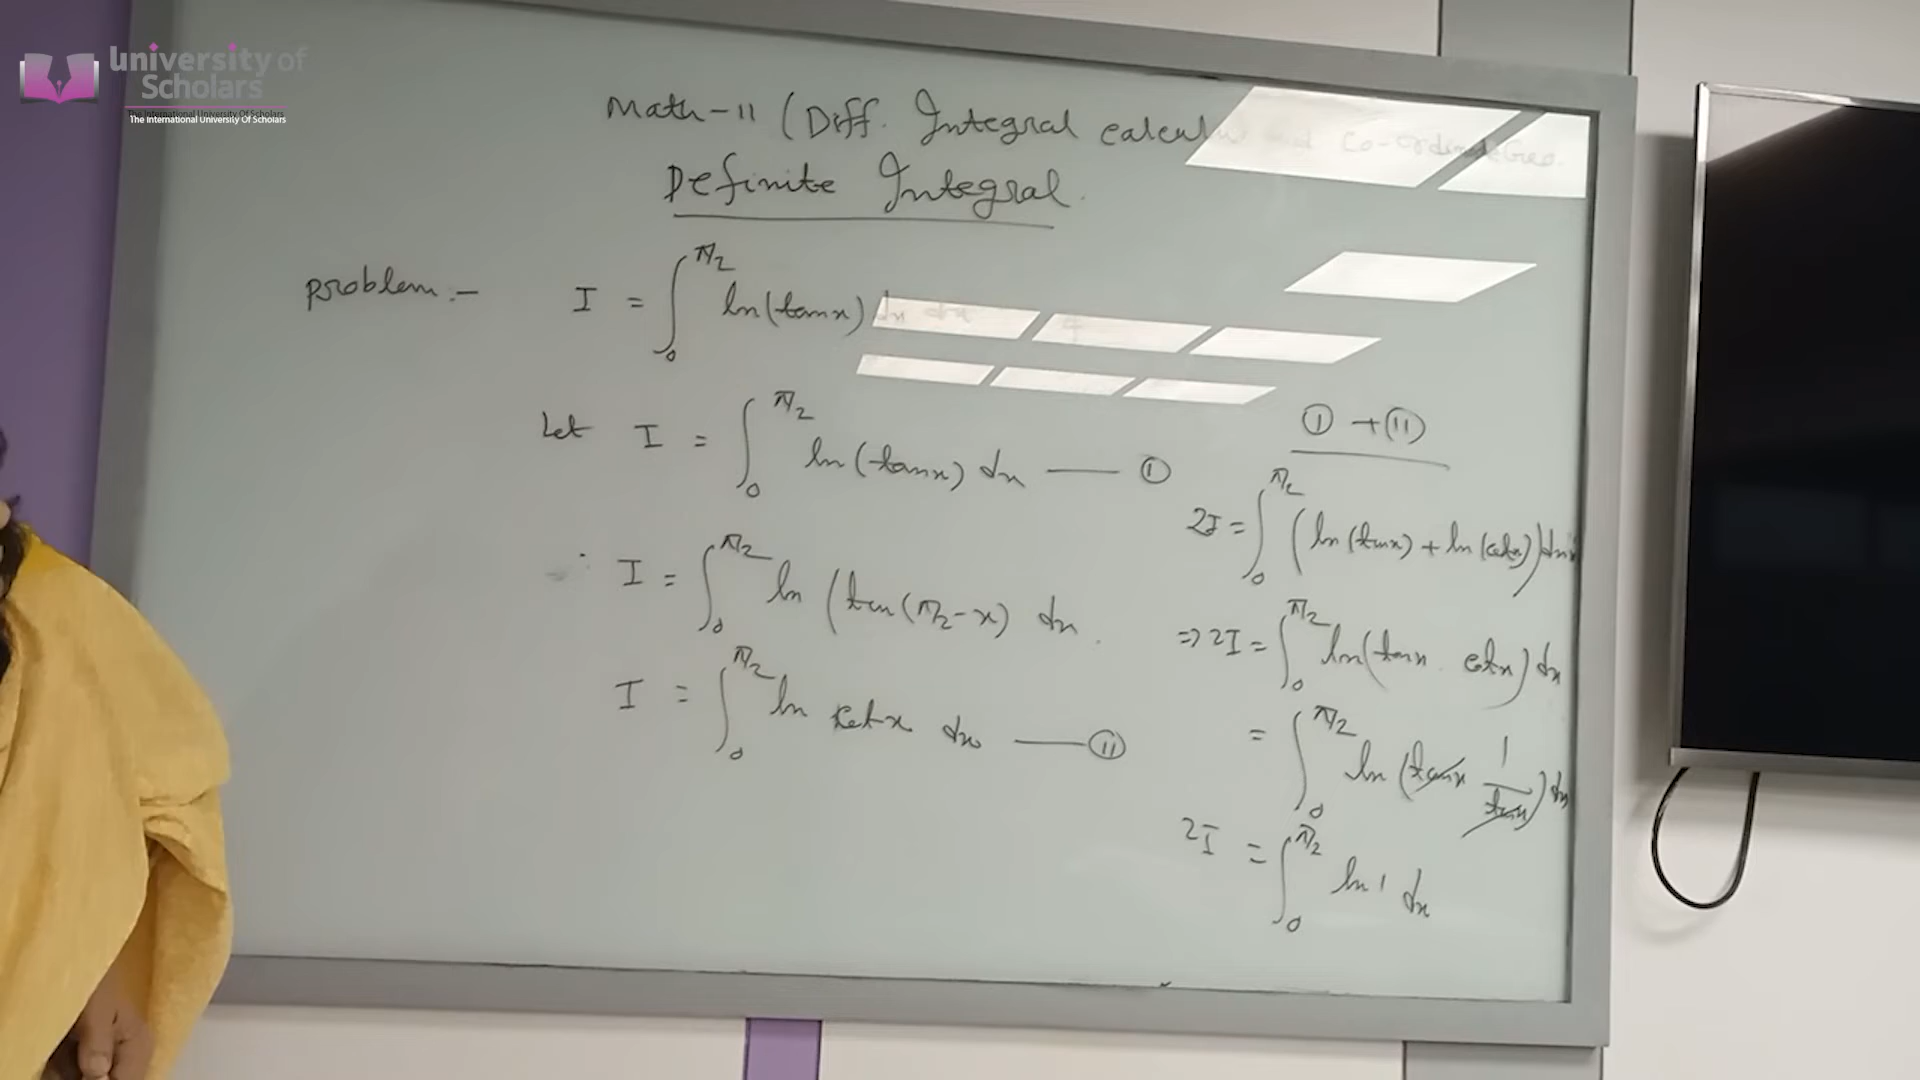 University of
Scholars
The International University Of Scholars
Math-11 (Diff. Integral calcul Co-ordinate Geo.
Definite Integral.
problem :- I = ∫₀^{π/2} ln(tanx) dx
Let I = ∫₀^{π/2} ln(tanx) dx —— ①
∴ I = ∫₀^{π/2} ln (tan(π/2-x) dx.
I = ∫₀^{π/2} ln cotx dx —— ⑪
① + ⑪
2I = ∫₀^{π/2} (ln(tanx) + ln(cotx))dx
=> 2I = ∫₀^{π/2} ln(tanx . cotx)dx
= ∫₀^{π/2} ln (tanx 1/tanx) dx
2I = ∫₀^{π/2} ln 1 dx